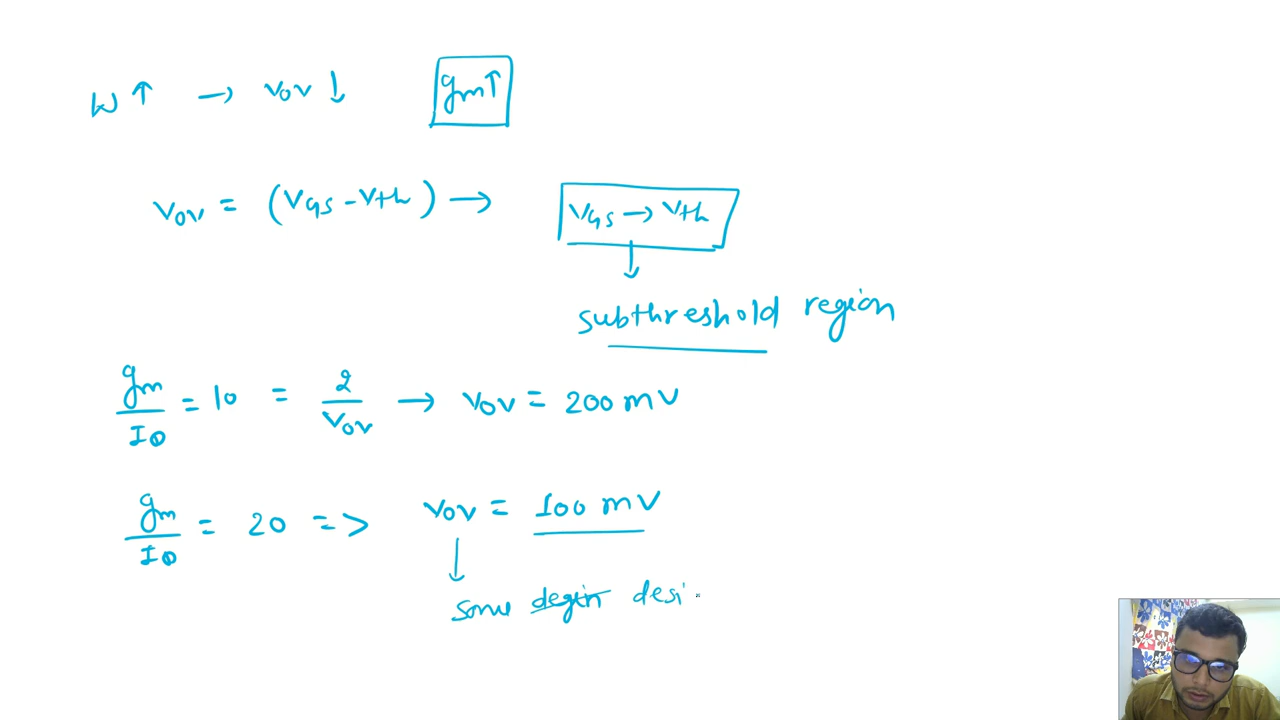 W ↑ → Vov ↓ gm↑
Vov = (VGS - Vth) → VGS → Vth
↓
subthreshold region
gm/ID = 10 = 2/Vov → Vov = 200 mV
gm/ID = 20 => Vov = 100 mV
↓
some degin desi